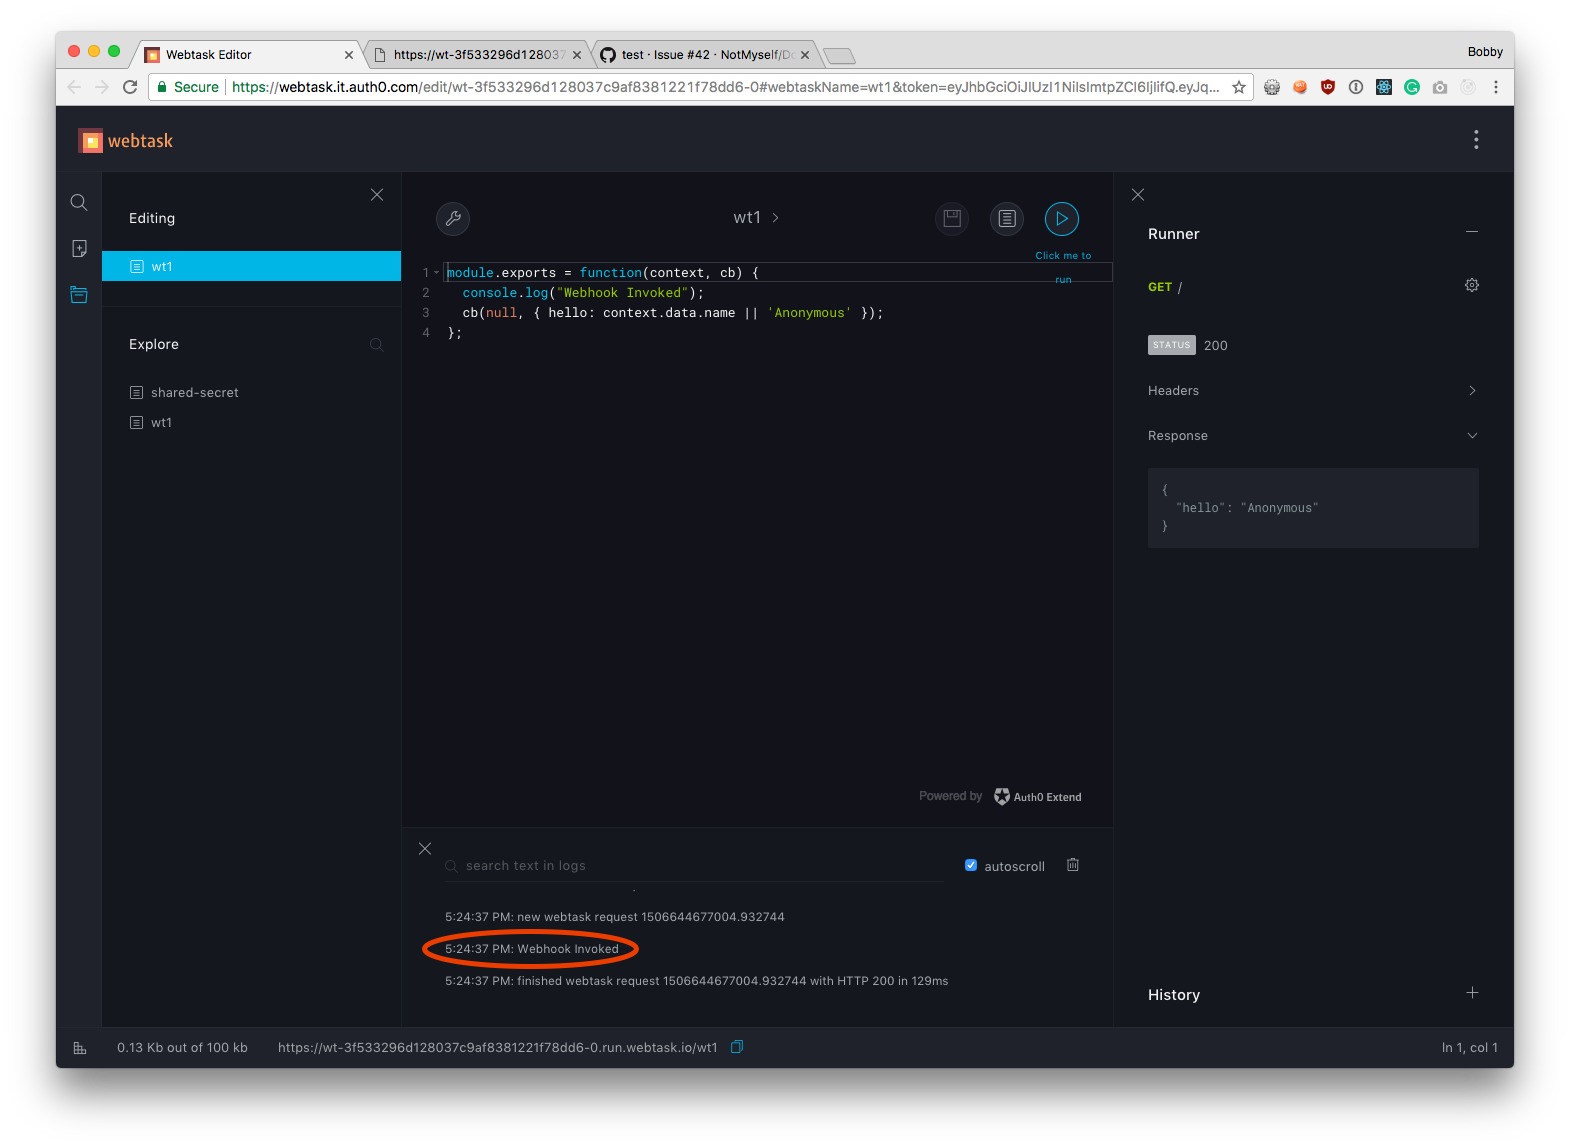 Webtask Editor
https://wt-3f533296d128037
test · Issue #42 · NotMyself/Do
Bobby
Secure
https://webtask.it.auth0.com/edit/wt-3f533296d128037c9af8381221f78dd6-0#webtaskName=wt1&token=eyJhbGciOiJIUzI1NiIsImtpZCI6IjIifQ.eyJq...
webtask
Editing
wt1
Explore
shared-secret
wt1
wt1
Click me to
run
1 module.exports = function(context, cb) {
2 console.log("Webhook Invoked");
3 cb(null, { hello: context.data.name || 'Anonymous' });
4 };
Powered by Auth0 Extend
search text in logs
autoscroll
5:24:37 PM: new webtask request 1506644677004.932744
5:24:37 PM: Webhook Invoked
5:24:37 PM: finished webtask request 1506644677004.932744 with HTTP 200 in 129ms
Runner
GET /
STATUS 200
Headers
Response
{
"hello": "Anonymous"
}
History
0.13 Kb out of 100 kb
https://wt-3f533296d128037c9af8381221f78dd6-0.run.webtask.io/wt1
ln 1, col 1